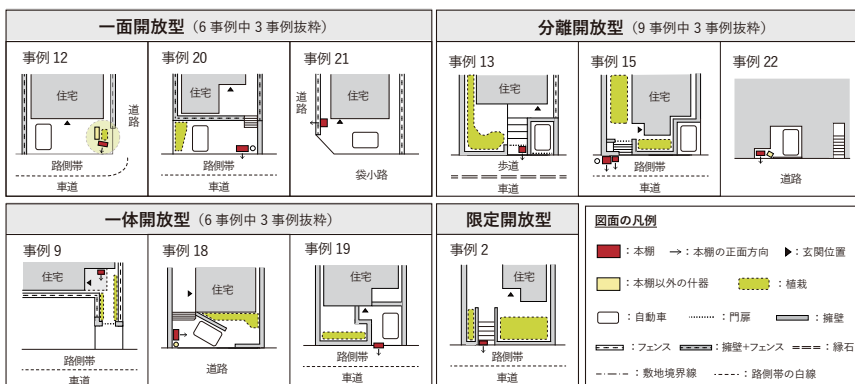 一面開放型（6 事例中 3 事例抜粋）
事例 12
住宅
道路
路側帯
車道
事例 20
住宅
路側帯
車道
事例 21
道路
住宅
袋小路
分離開放型（9 事例中 3 事例抜粋）
事例 13
住宅
歩道
車道
事例 15
住宅
路側帯
車道
事例 22
道路
一体開放型（6 事例中 3 事例抜粋）
事例 9
住宅
路側帯
車道
事例 18
住宅
道路
事例 19
住宅
路側帯
車道
限定開放型
事例 2
住宅
路側帯
車道
図面の凡例
：本棚 →：本棚の正面方向 ：玄関位置
：本棚以外の什器 ：植栽
：自動車 ：門扉 ：擁壁
：フェンス ：擁壁+フェンス ：縁石
：敷地境界線 ：路側帯の白線